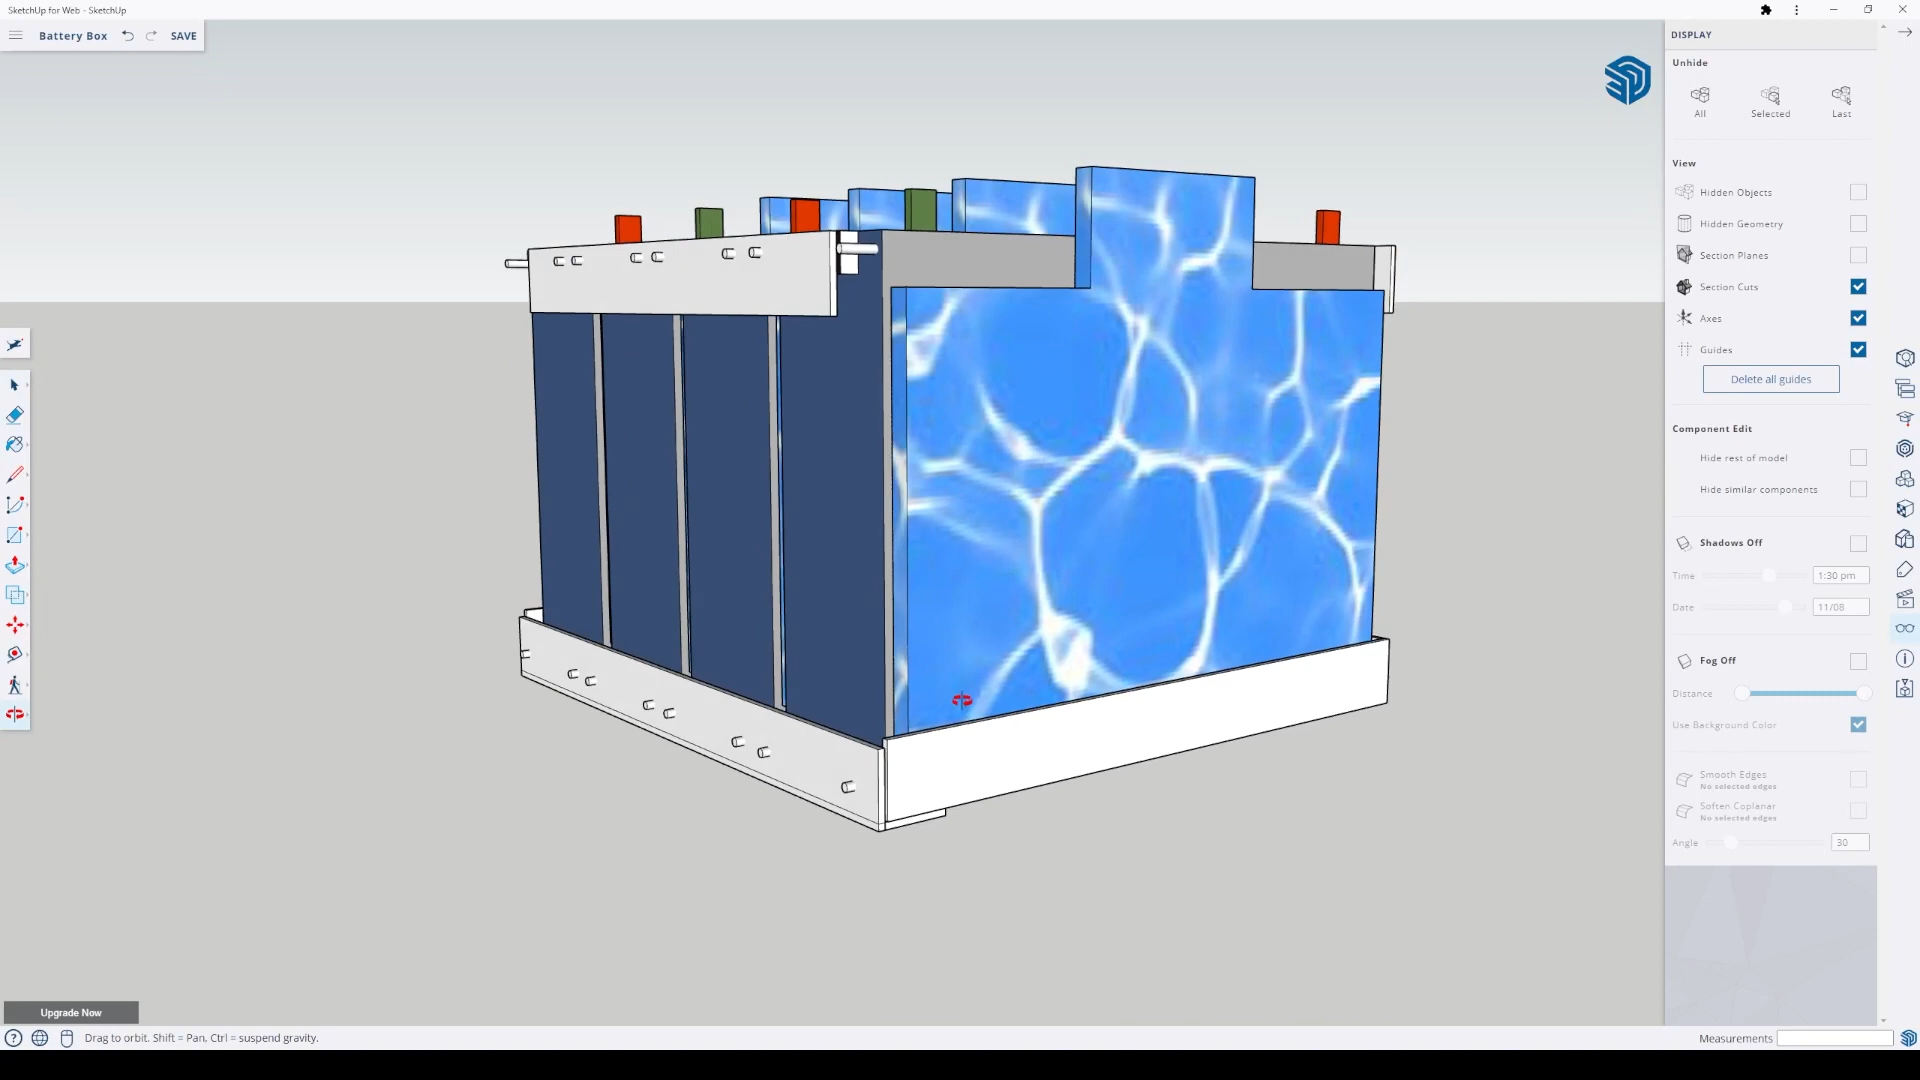 SketchUp for Web - SketchUp
Battery Box
SAVE
DISPLAY
Unhide
All
Selected
Last
View
Hidden Objects
Hidden Geometry
Section Planes
Section Cuts
Axes
Guides
Delete all guides
Component Edit
Hide rest of model
Hide similar components
Shadows Off
Time
1:30 pm
Date
11/08
Fog Off
Distance
Use Background Color
Smooth Edges
No selected edges
Soften Coplanar
No selected edges
Angle
30
Upgrade Now
Drag to orbit. Shift = Pan, Ctrl = suspend gravity.
Measurements